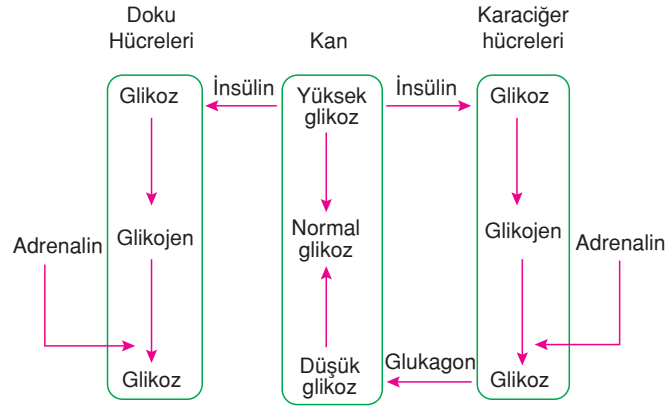 Doku
Hücreleri
Kan
Karaciğer
hücreleri
Glikoz
İnsülin
Yüksek
glikoz
İnsülin
Glikoz
Adrenalin
Glikojen
Normal
glikoz
Glikojen
Adrenalin
Glikoz
Düşük
glikoz
Glukagon
Glikoz